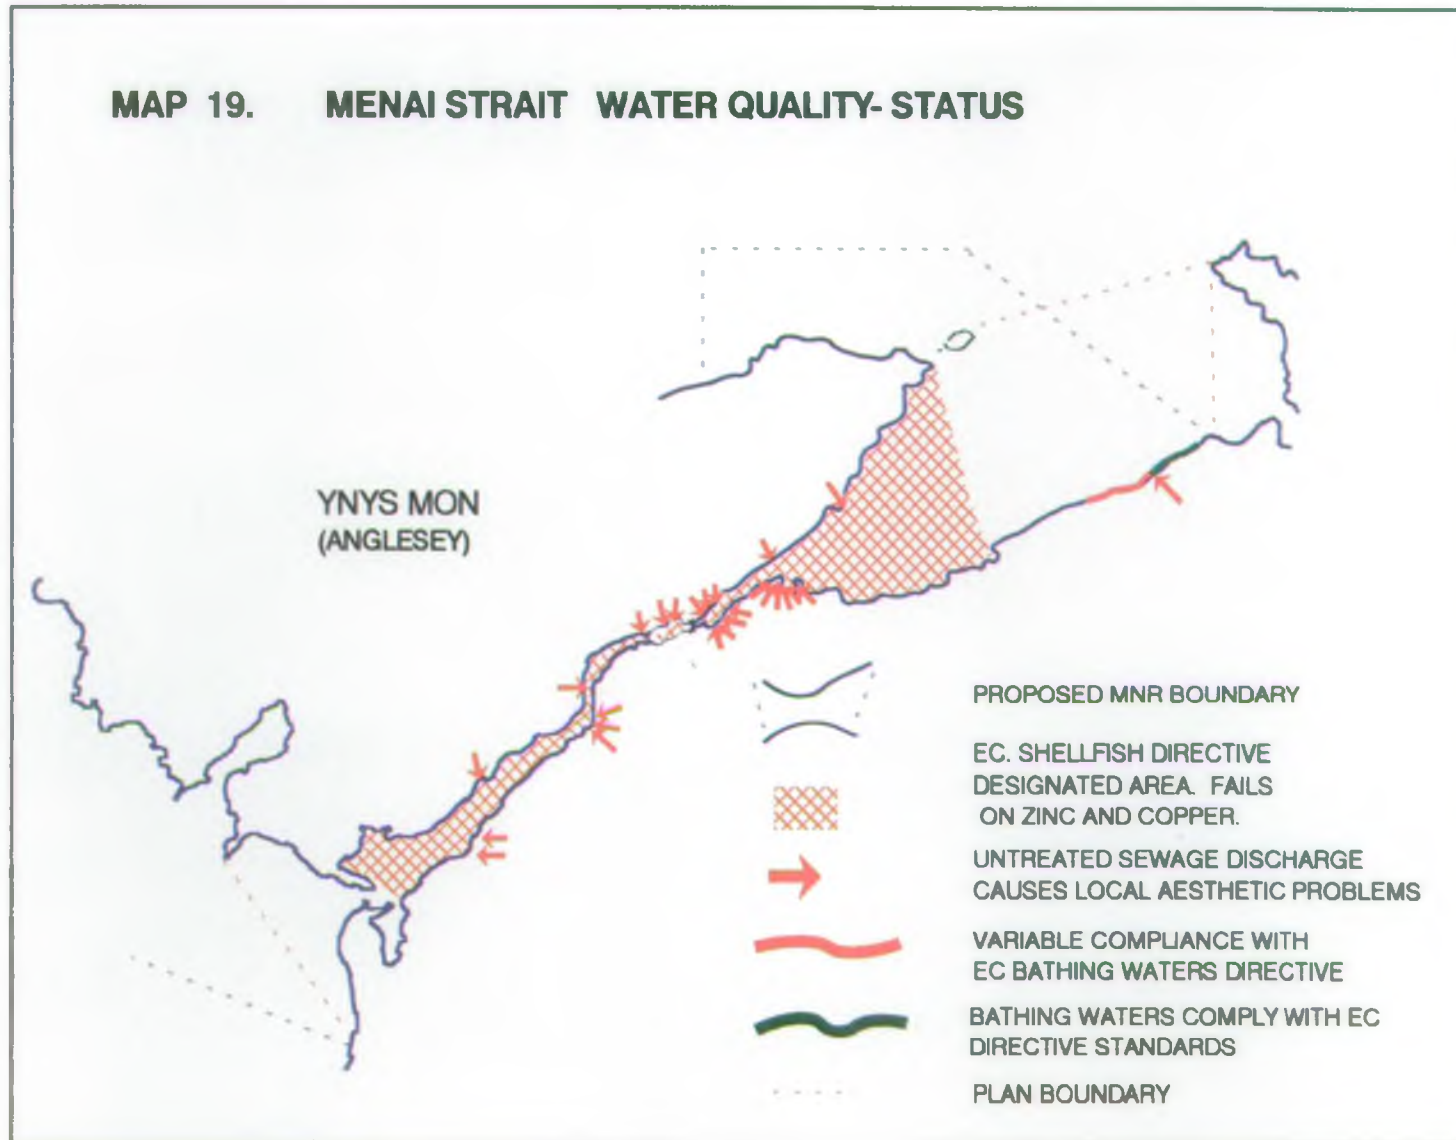 MAP 19. MENAI STRAIT WATER QUALITY- STATUS
YNYS MON
(ANGLESEY)
PROPOSED MNR BOUNDARY
EC. SHELLFISH DIRECTIVE
DESIGNATED AREA. FAILS
ON ZINC AND COPPER.
UNTREATED SEWAGE DISCHARGE
CAUSES LOCAL AESTHETIC PROBLEMS
VARIABLE COMPLIANCE WITH
EC BATHING WATERS DIRECTIVE
BATHING WATERS COMPLY WITH EC
DIRECTIVE STANDARDS
PLAN BOUNDARY